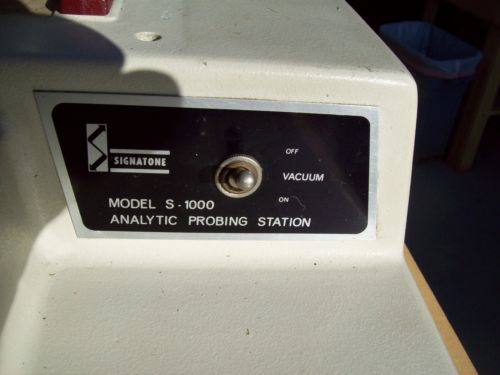 SIGNATONE
OFF
VACUUM
ON
MODEL S-1000
ANALYTIC PROBING STATION